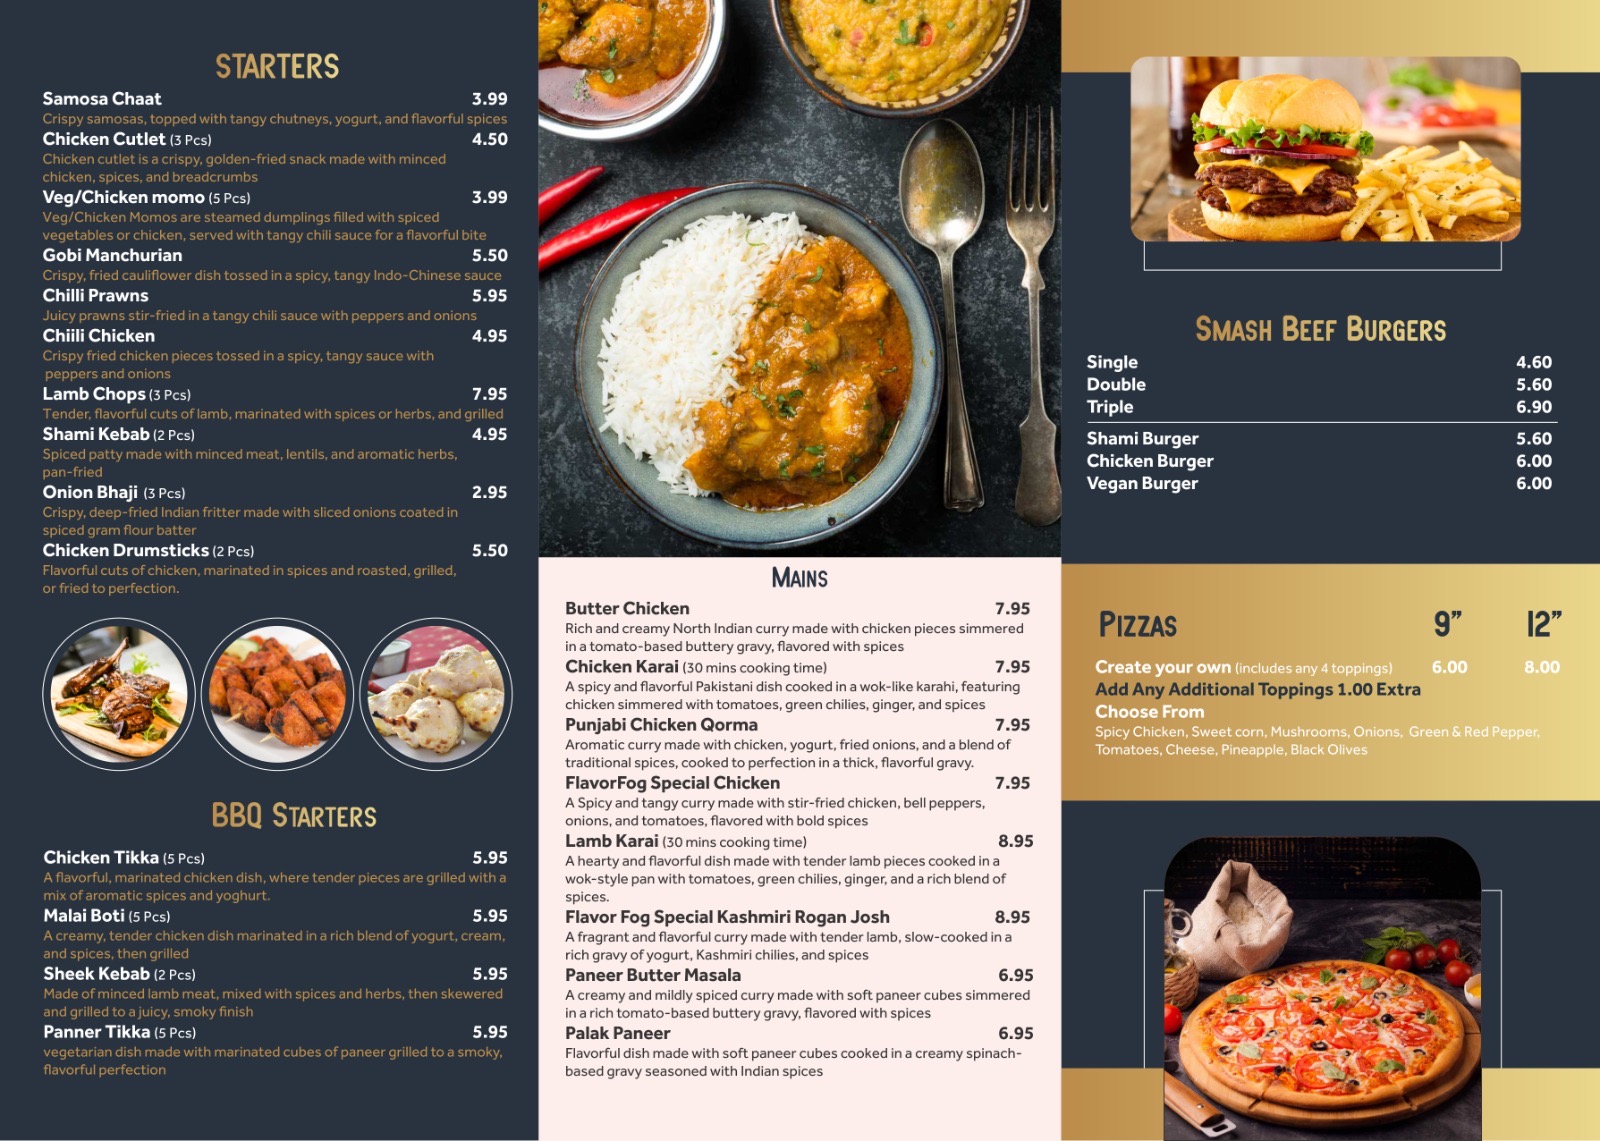 STARTERS
Samosa Chaat 3.99
Crispy samosas, topped with tangy chutneys, yogurt, and flavorful spices
Chicken Cutlet (3 Pcs) 4.50
Chicken cutlet is a crispy, golden-fried snack made with minced
chicken, spices, and breadcrumbs
Veg/Chicken momo (5 Pcs) 3.99
Veg/Chicken Momos are steamed dumplings filled with spiced
vegetables or chicken, served with tangy chili sauce for a flavorful bite
Gobi Manchurian 5.50
Crispy, fried cauliflower dish tossed in a spicy, tangy Indo-Chinese sauce
Chilli Prawns 5.95
Juicy prawns stir-fried in a tangy chili sauce with peppers and onions
Chiili Chicken 4.95
Crispy fried chicken pieces tossed in a spicy, tangy sauce with
peppers and onions
Lamb Chops (3 Pcs) 7.95
Tender, flavorful cuts of lamb, marinated with spices or herbs, and grilled
Shami Kebab (2 Pcs) 4.95
Spiced patty made with minced meat, lentils, and aromatic herbs,
pan-fried
Onion Bhaji (3 Pcs) 2.95
Crispy, deep-fried Indian fritter made with sliced onions coated in
spiced gram flour batter
Chicken Drumsticks (2 Pcs) 5.50
Flavorful cuts of chicken, marinated in spices and roasted, grilled,
or fried to perfection.
BBQ STARTERS
Chicken Tikka (5 Pcs) 5.95
A flavorful, marinated chicken dish, where tender pieces are grilled with a
mix of aromatic spices and yoghurt.
Malai Boti (5 Pcs) 5.95
A creamy, tender chicken dish marinated in a rich blend of yogurt, cream,
and spices, then grilled
Sheek Kebab (2 Pcs) 5.95
Made of minced lamb meat, mixed with spices and herbs, then skewered
and grilled to a juicy, smoky finish
Panner Tikka (5 Pcs) 5.95
vegetarian dish made with marinated cubes of paneer grilled to a smoky,
flavorful perfection
MAINS
Butter Chicken 7.95
Rich and creamy North Indian curry made with chicken pieces simmered
in a tomato-based buttery gravy, flavored with spices
Chicken Karai (30 mins cooking time) 7.95
A spicy and flavorful Pakistani dish cooked in a wok-like karahi, featuring
chicken simmered with tomatoes, green chilies, ginger, and spices
Punjabi Chicken Qorma 7.95
Aromatic curry made with chicken, yogurt, fried onions, and a blend of
traditional spices, cooked to perfection in a thick, flavorful gravy.
FlavorFog Special Chicken 7.95
A Spicy and tangy curry made with stir-fried chicken, bell peppers,
onions, and tomatoes, flavored with bold spices
Lamb Karai (30 mins cooking time) 8.95
A hearty and flavorful dish made with tender lamb pieces cooked in a
wok-style pan with tomatoes, green chilies, ginger, and a rich blend of
spices.
Flavor Fog Special Kashmiri Rogan Josh 8.95
A fragrant and flavorful curry made with tender lamb, slow-cooked in a
rich gravy of yogurt, Kashmiri chilies, and spices
Paneer Butter Masala 6.95
A creamy and mildly spiced curry made with soft paneer cubes simmered
in a rich tomato-based buttery gravy, flavored with spices
Palak Paneer 6.95
Flavorful dish made with soft paneer cubes cooked in a creamy spinach-
based gravy seasoned with Indian spices
SMASH BEEF BURGERS
Single 4.60
Double 5.60
Triple 6.90
Shami Burger 5.60
Chicken Burger 6.00
Vegan Burger 6.00
PIZZAS 9” 12”
Create your own (includes any 4 toppings) 6.00 8.00
Add Any Additional Toppings 1.00 Extra
Choose From
Spicy Chicken, Sweet corn, Mushrooms, Onions, Green & Red Pepper,
Tomatoes, Cheese, Pineapple, Black Olives